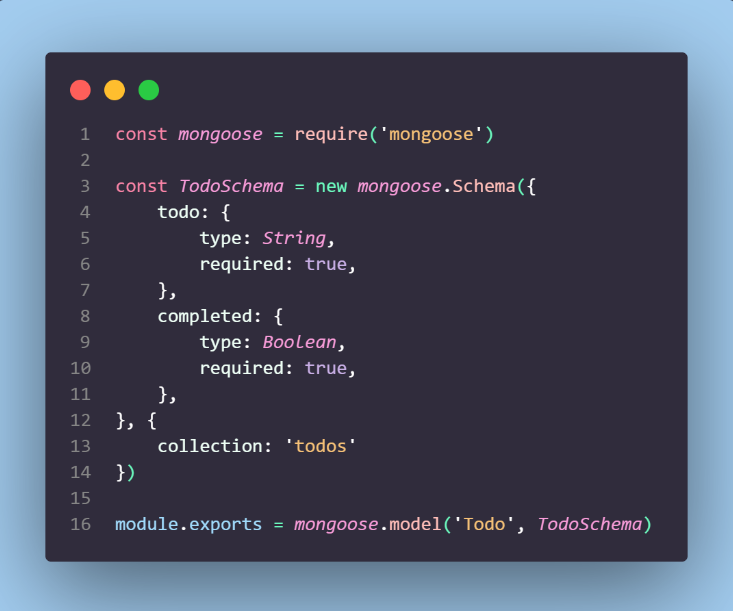 1 const mongoose = require('mongoose')
2
3 const TodoSchema = new mongoose.Schema({
4     todo: {
5         type: String,
6         required: true,
7     },
8     completed: {
9         type: Boolean,
10         required: true,
11     },
12 }, {
13     collection: 'todos'
14 })
15
16 module.exports = mongoose.model('Todo', TodoSchema)